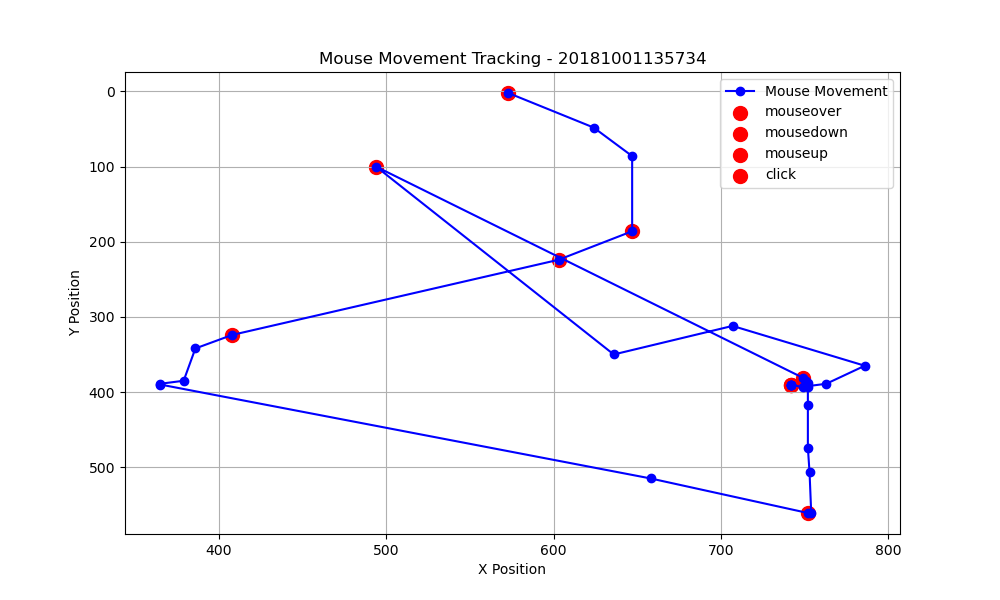 Mouse Movement Tracking - 20181001135734
Mouse Movement
mouseover
mousedown
mouseup
click
Y Position
0
100
200
300
400
500
400
500
600
700
800
X Position